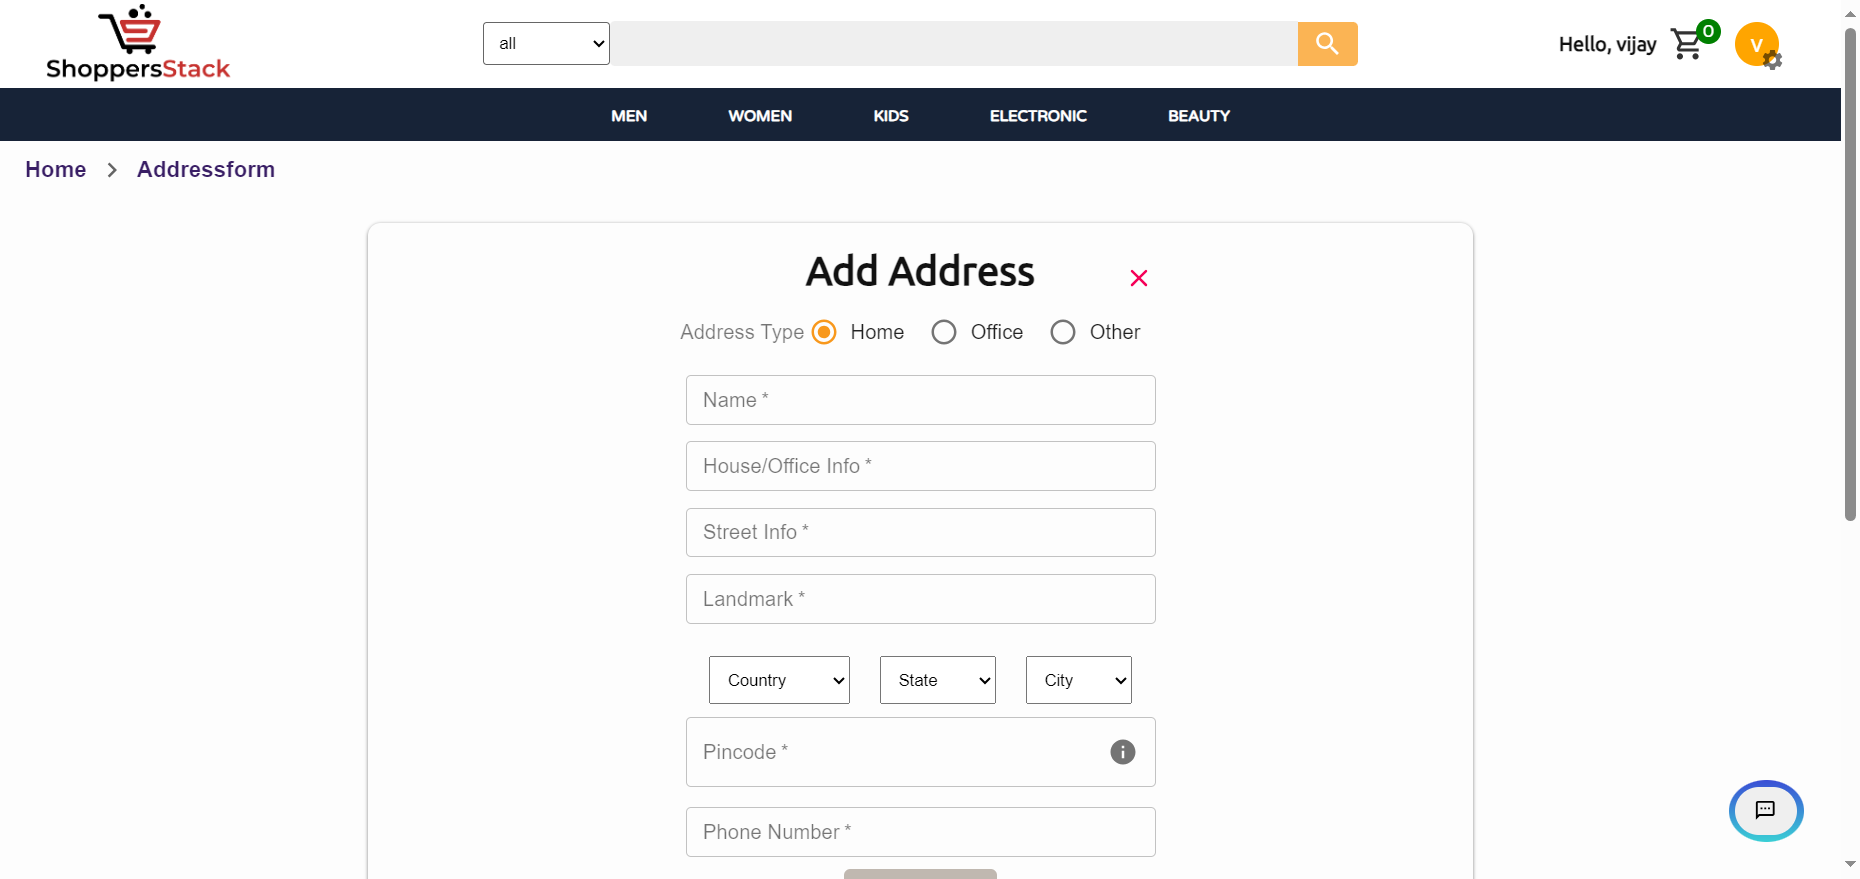 ShoppersStack
all
Hello, vijay
0
V
MEN WOMEN KIDS ELECTRONIC BEAUTY
Home > Addressform
Add Address
Address Type Home Office Other
Name *
House/Office Info *
Street Info *
Landmark *
Country State City
Pincode *
Phone Number *